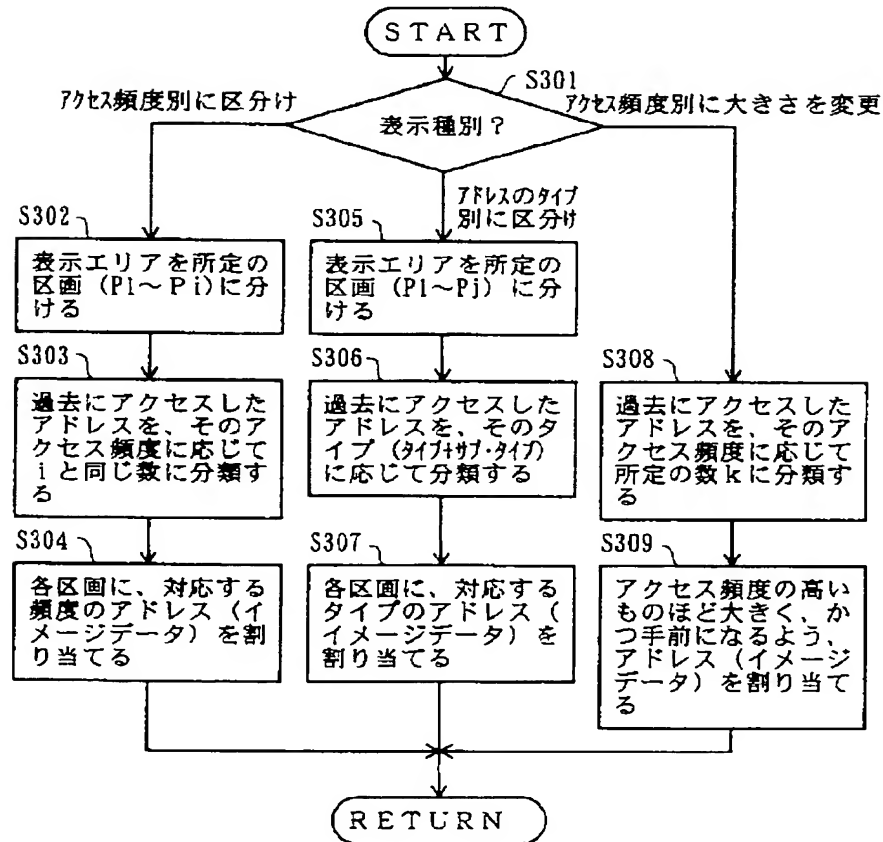 START
S301
アクセス頻度別に区分け
アクセス頻度別に大きさを変更
表示種別?
アドレスのタイプ
別に区分け
S302
表示エリアを所定の
区画(P1〜Pi)に分
ける
S305
表示エリアを所定の
区画(P1〜Pj)に分
ける
S303
過去にアクセスした
アドレスを、そのア
クセス頻度に応じて
iと同じ数に分類す
る
S306
過去にアクセスした
アドレスを、そのタ
イプ(タイプ+サブ・タイプ)
に応じて分類する
S308
過去にアクセスした
アドレスを、そのア
クセス頻度に応じて
所定の数kに分類す
る
S304
各区画に、対応する
頻度のアドレス(イ
メージデータ)を割
り当てる
S307
各区画に、対応する
タイプのアドレス(
イメージデータ)を
割り当てる
S309
アクセス頻度の高い
ものほど大きく、か
つ手前になるよう、
アドレス(イメージ
データ)を割り当て
る
RETURN